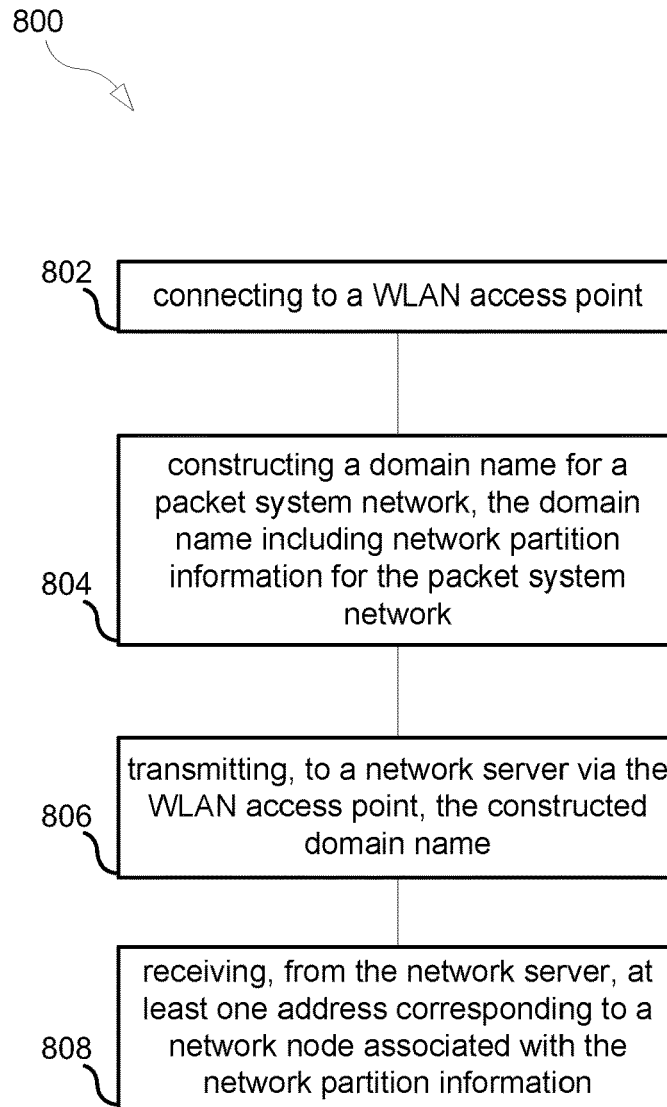 800
802
connecting to a WLAN access point
804
constructing a domain name for a
packet system network, the domain
name including network partition
information for the packet system
network
806
transmitting, to a network server via the
WLAN access point, the constructed
domain name
808
receiving, from the network server, at
least one address corresponding to a
network node associated with the
network partition information